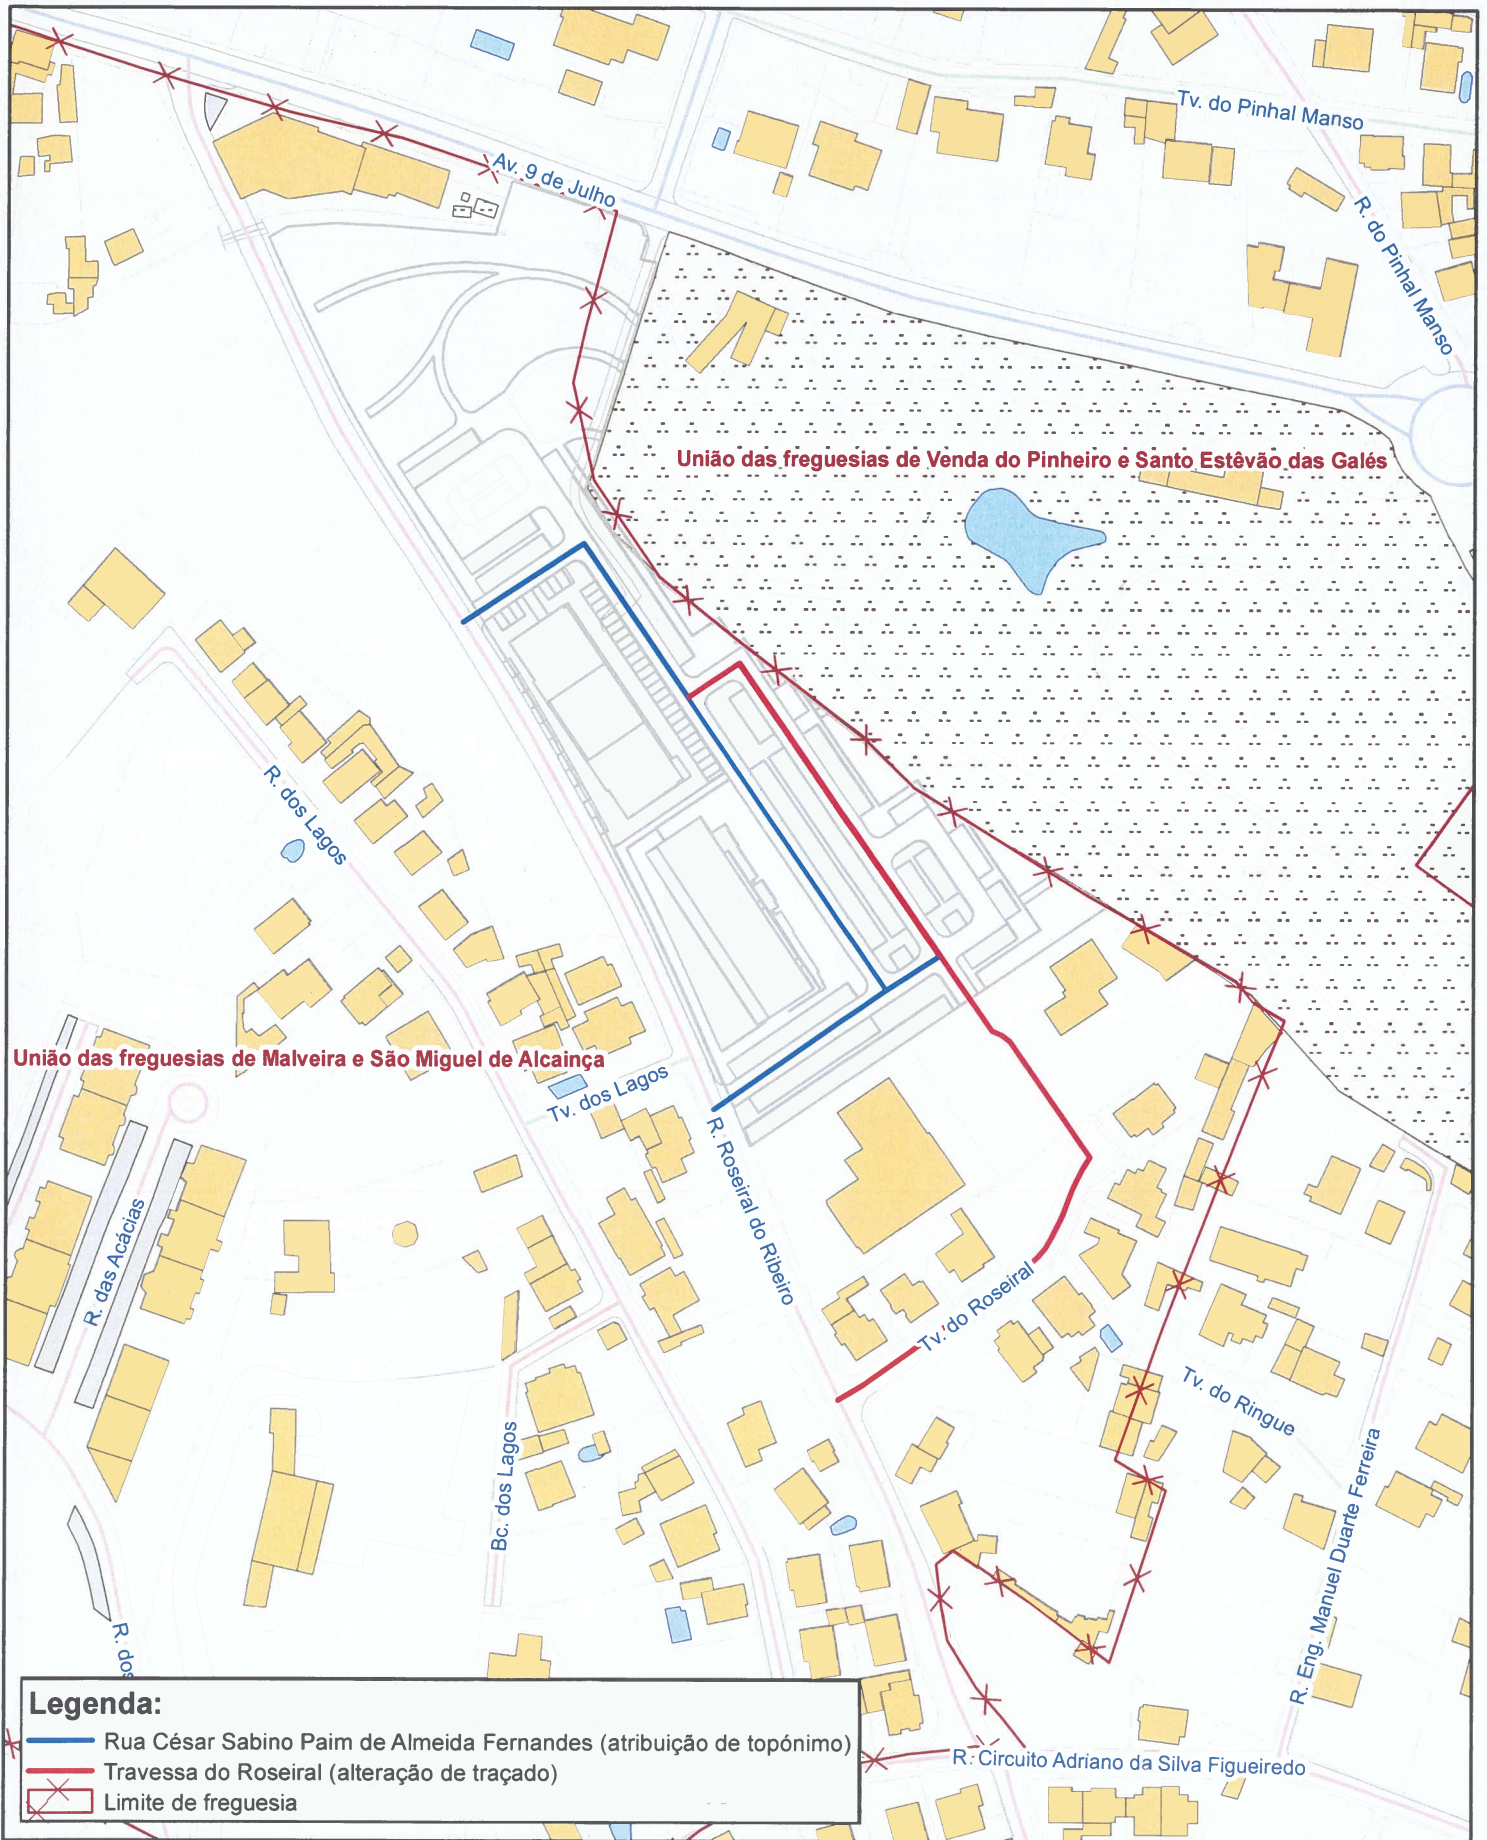 Tv. do Pinhal Manso
Av. 9 de Julho
R. do Pinhal Manso
União das freguesias de Venda do Pinheiro e Santo Estêvão das Galés
R. dos Lagos
União das freguesias de Malveira e São Miguel de Alcainça
Tv. dos Lagos
R. Roseiral do Ribeiro
R. das Acácias
Tv. do Roseiral
Tv. do Ringue
Bc. dos Lagos
R. Eng. Manuel Duarte Ferreira
R. dos
Legenda:
Rua César Sabino Paim de Almeida Fernandes (atribuição de topónimo)
Travessa do Roseiral (alteração de traçado)
Limite de freguesia
R. Circuito Adriano da Silva Figueiredo